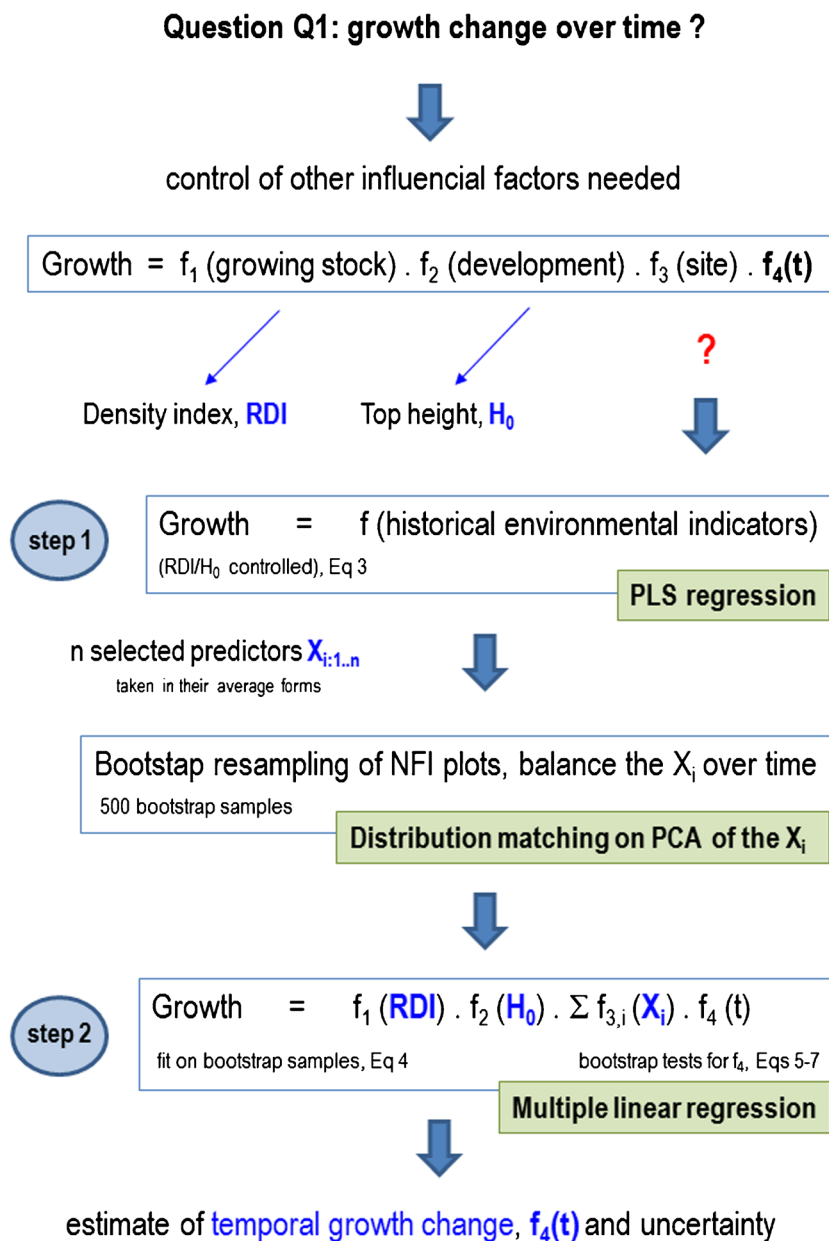 Question Q1: growth change over time ?
control of other influencial factors needed
Growth = f₁ (growing stock) . f₂ (development) . f₃ (site) . f₄(t)
?
Density index, RDI
Top height, H₀
step 1
Growth = f (historical environmental indicators)
(RDI/H₀ controlled), Eq 3
PLS regression
n selected predictors Xi:1..n
taken in their average forms
Bootstap resampling of NFI plots, balance the Xi over time
500 bootstrap samples
Distribution matching on PCA of the Xi
step 2
Growth = f₁ (RDI) . f₂ (H₀) . Σ f3,i (Xi) . f₄ (t)
fit on bootstrap samples, Eq 4
bootstrap tests for f₄, Eqs 5-7
Multiple linear regression
estimate of temporal growth change, f₄(t) and uncertainty